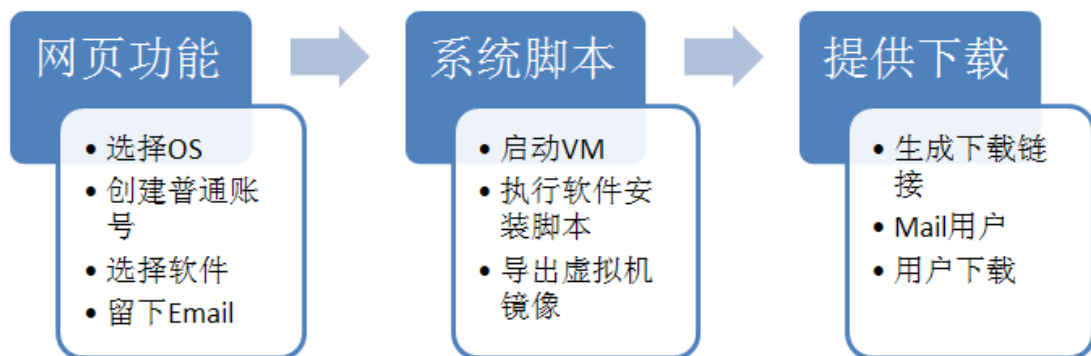 网页功能
• 选择OS
• 创建普通账
号
• 选择软件
• 留下Email
系统脚本
• 启动VM
• 执行软件安
装脚本
• 导出虚拟机
镜像
提供下载
• 生成下载链
接
• Mail用户
• 用户下载